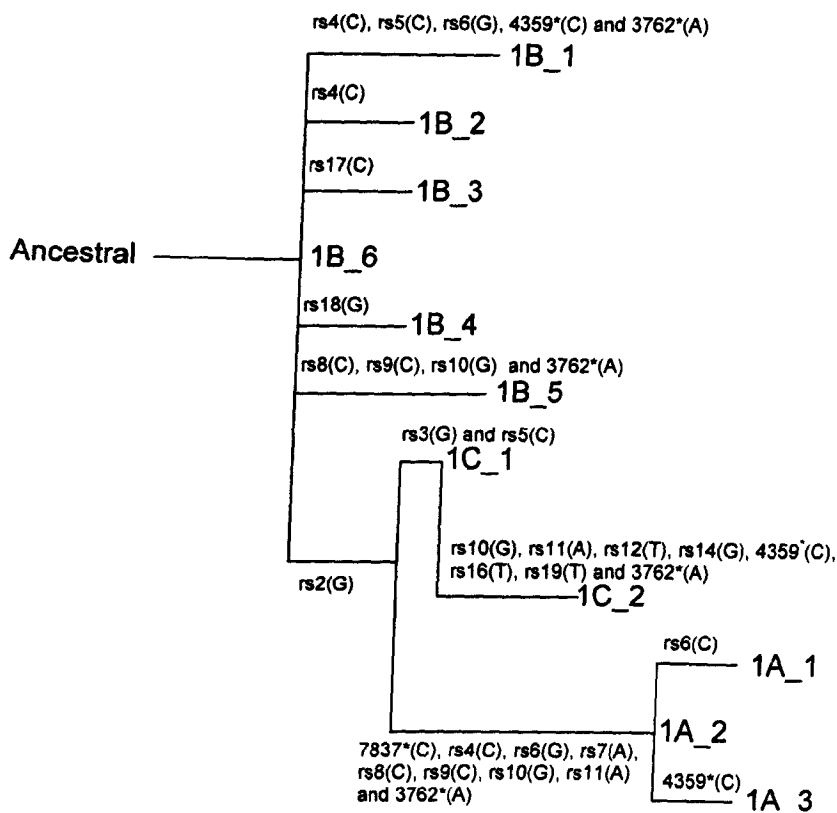 rs4(C), rs5(C), rs6(G), 4359*(C) and 3762*(A)
1B_1
rs4(C)
1B_2
rs17(C)
1B_3
Ancestral
1B_6
rs18(G)
1B_4
rs8(C), rs9(C), rs10(G) and 3762*(A)
1B_5
rs3(G) and rs5(C)
1C_1
rs10(G), rs11(A), rs12(T), rs14(G), 4359*(C),
rs16(T), rs19(T) and 3762*(A)
rs2(G)
1C_2
rs6(C)
1A_1
1A_2
7837*(C), rs4(C), rs6(G), rs7(A),
rs8(C), rs9(C), rs10(G), rs11(A)
and 3762*(A)
4359*(C)
1A_3